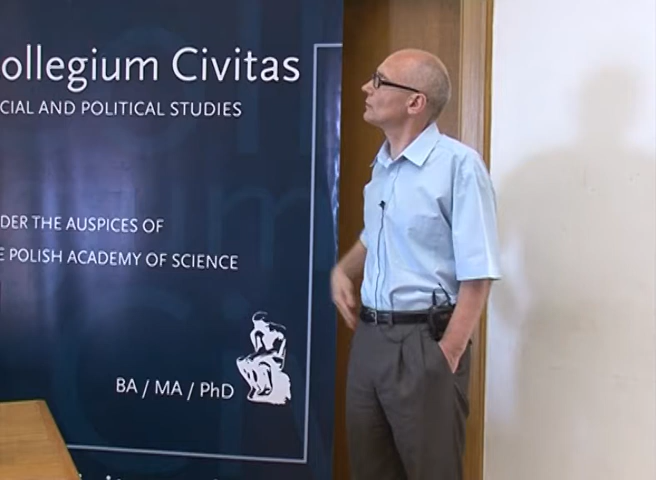 ollegium Civitas
CIAL AND POLITICAL STUDIES
DER THE AUSPICES OF
E POLISH ACADEMY OF SCIENCE
BA / MA / PhD